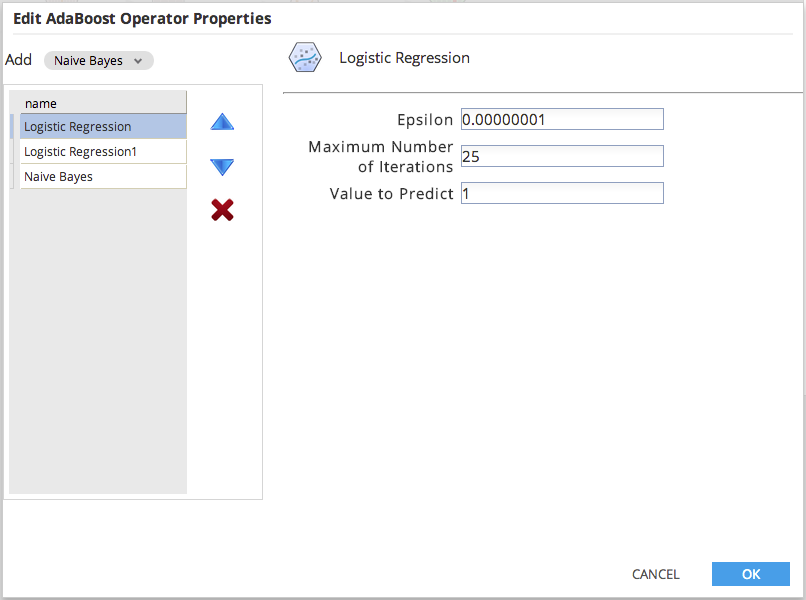 Edit AdaBoost Operator Properties
Add Naive Bayes
name
Logistic Regression
Logistic Regression1
Naive Bayes
Logistic Regression
Epsilon 0.00000001
Maximum Number
of Iterations 25
Value to Predict 1
CANCEL OK